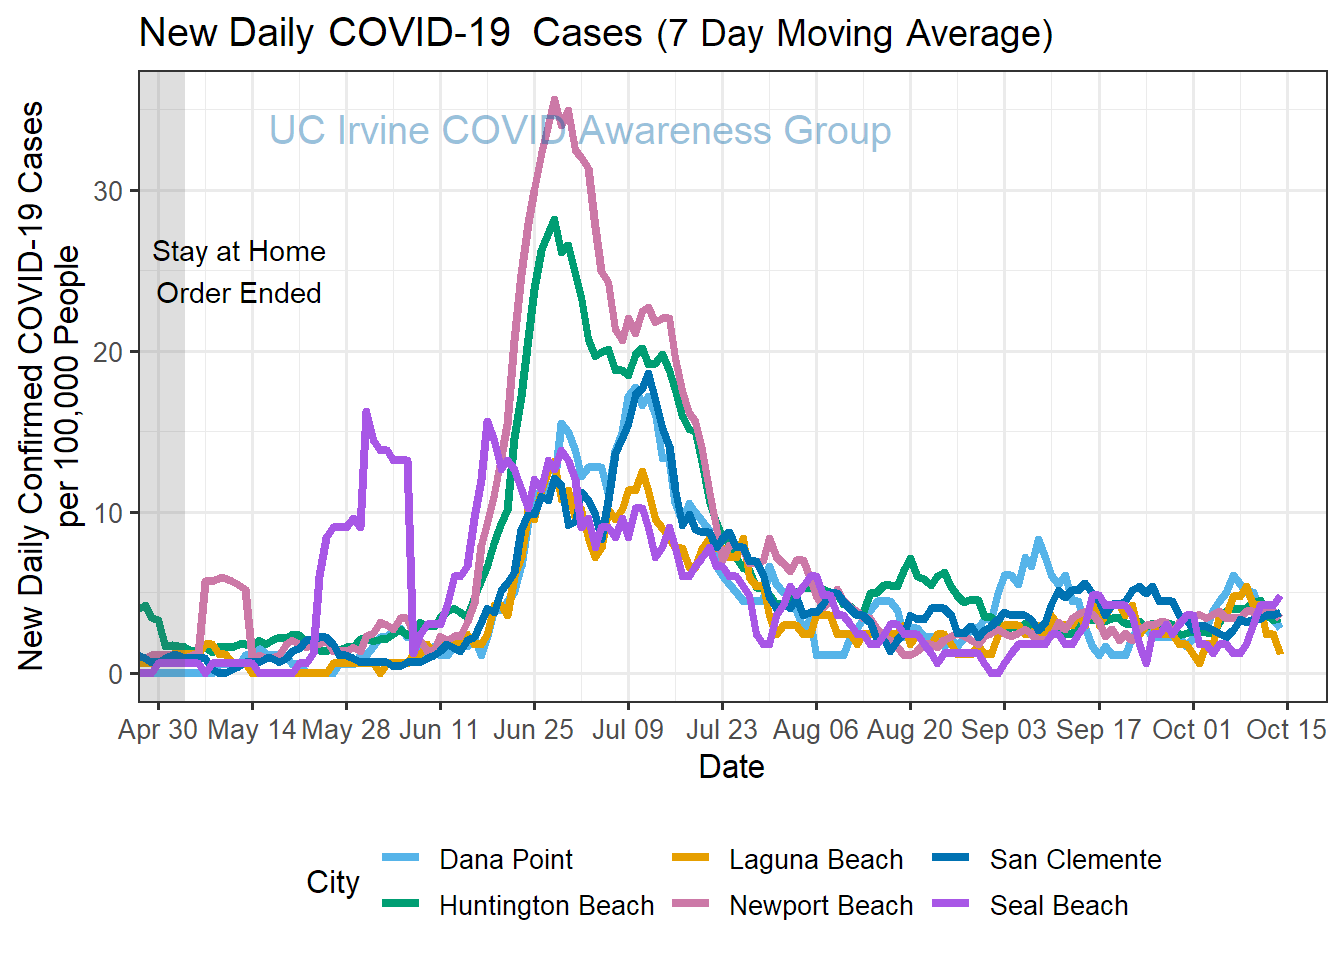 New Daily COVID-19 Cases (7 Day Moving Average)
UC Irvine COVID Awareness Group
Stay at Home
Order Ended
New Daily Confirmed COVID-19 Cases
per 100,000 People
30
20
10
0
Apr 30 May 14 May 28 Jun 11 Jun 25 Jul 09 Jul 23 Aug 06 Aug 20 Sep 03 Sep 17 Oct 01 Oct 15
Date
City
Dana Point Laguna Beach San Clemente
Huntington Beach Newport Beach Seal Beach